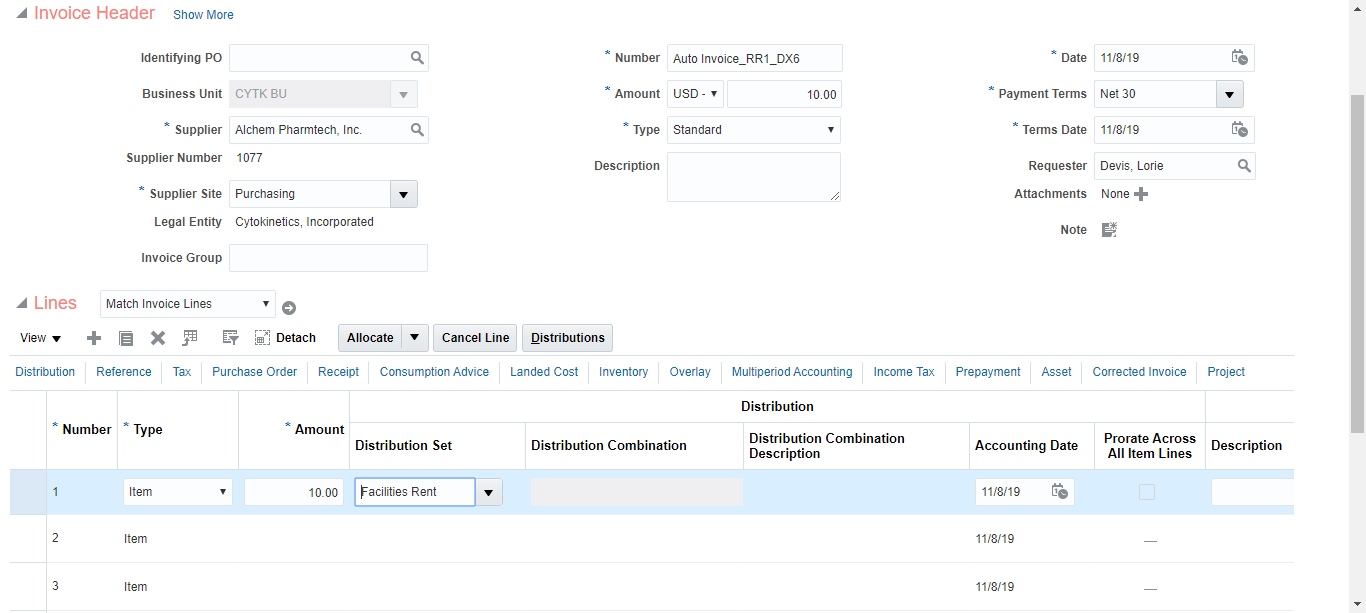 Invoice Header Show More
Identifying PO * Number Auto Invoice_RR1_DX6 * Date 11/8/19
Business Unit CYTK BU * Amount USD - 10.00 * Payment Terms Net 30
* Supplier Alchem Pharmtech, Inc. * Type Standard * Terms Date 11/8/19
Supplier Number 1077 Description Requester Devis, Lorie
* Supplier Site Purchasing Attachments None
Legal Entity Cytokinetics, Incorporated Note
Invoice Group
Lines Match Invoice Lines
View Detach Allocate Cancel Line Distributions
Distribution Reference Tax Purchase Order Receipt Consumption Advice Landed Cost Inventory Overlay Multiperiod Accounting Income Tax Prepayment Asset Corrected Invoice Project
Distribution
* Number * Type * Amount Distribution Set Distribution Combination Distribution Combination Description Accounting Date Prorate Across All Item Lines Description
1 Item 10.00 Facilities Rent 11/8/19
2 Item 11/8/19 —
3 Item 11/8/19 —